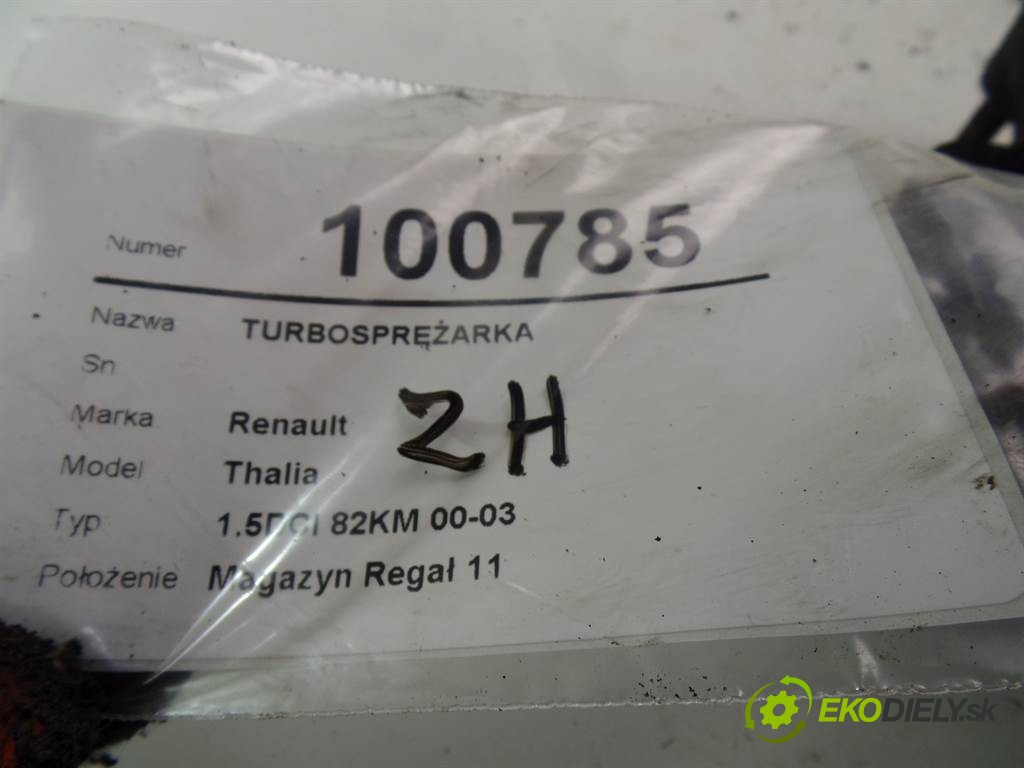 Numer 100785
Nazwa TURBOSPRĘŻARKA
Sn
Marka Renault 2H
Model Thalia
Typ 1.5DCI 82KM 00-03
Położenie Magazyn Regał 11
EKODIELY.sk